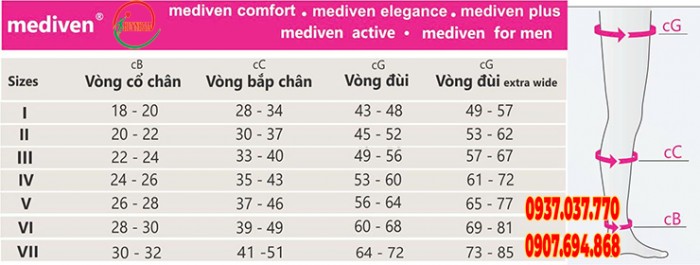 mediven® mediven comfort . mediven elegance . mediven plus
mediven active • mediven for men
cB cC cG cG
Sizes Vòng cổ chân Vòng bắp chân Vòng đùi Vòng đùi extra wide
I 18 - 20 28 - 34 43 - 48 49 - 57
II 20 - 22 30 - 37 45 - 52 53 - 62
III 22 - 24 33 - 40 49 - 56 57 - 67
IV 24 - 26 35 - 43 53 - 60 61 - 72
V 26 - 28 37 - 46 56 - 64 65 - 77
VI 28 - 30 39 - 49 60 - 68 69 - 81
VII 30 - 32 41 -51 64 - 72 73 - 85
cG
cC
cB
0937.037.770
0907.694.868